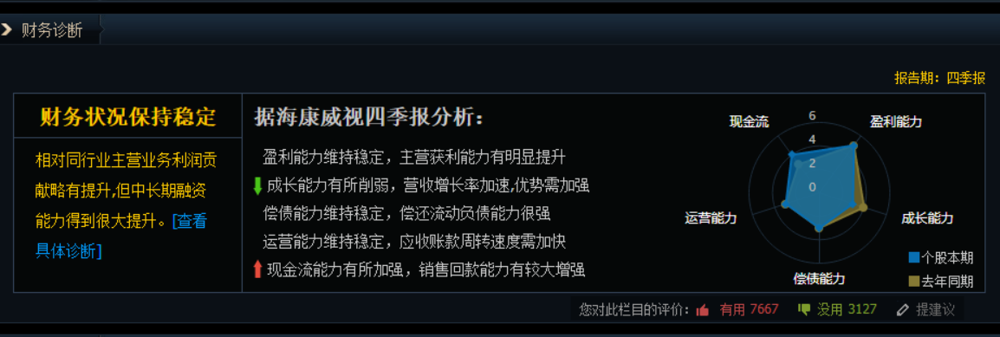 财务诊断
报告期：四季报
财务状况保持稳定
相对同行业主营业务利润贡
献略有提升,但中长期融资
能力得到很大提升。[查看
具体诊断]
据海康威视四季报分析：
盈利能力维持稳定，主营获利能力有明显提升
成长能力有所削弱，营收增长率加速,优势需加强
偿债能力维持稳定，偿还流动负债能力很强
运营能力维持稳定，应收账款周转速度需加快
现金流能力有所加强，销售回款能力有较大增强
现金流
6
盈利能力
4
2
0
运营能力
成长能力
偿债能力
个股本期
去年同期
您对此栏目的评价： 有用 7667 没用 3127 提建议